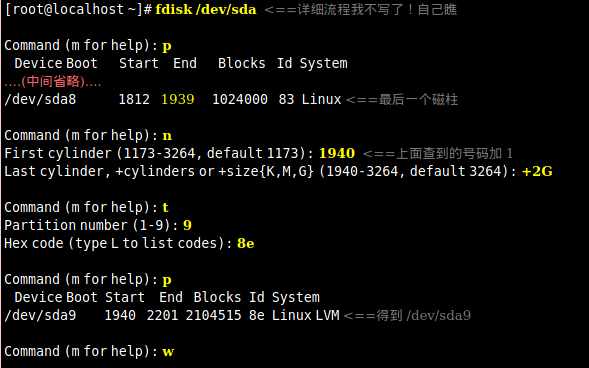 [root@localhost ~]# fdisk /dev/sda <==详细流程我不写了！自己瞧
Command (m for help): p
Device Boot Start End Blocks Id System
....(中间省略)....
/dev/sda8 1812 1939 1024000 83 Linux <==最后一个磁柱
Command (m for help): n
First cylinder (1173-3264, default 1173): 1940 <==上面查到的号码加 1
Last cylinder, +cylinders or +size{K,M,G} (1940-3264, default 3264): +2G
Command (m for help): t
Partition number (1-9): 9
Hex code (type L to list codes): 8e
Command (m for help): p
Device Boot Start End Blocks Id System
/dev/sda9 1940 2201 2104515 8e Linux LVM <==得到 /dev/sda9
Command (m for help): w